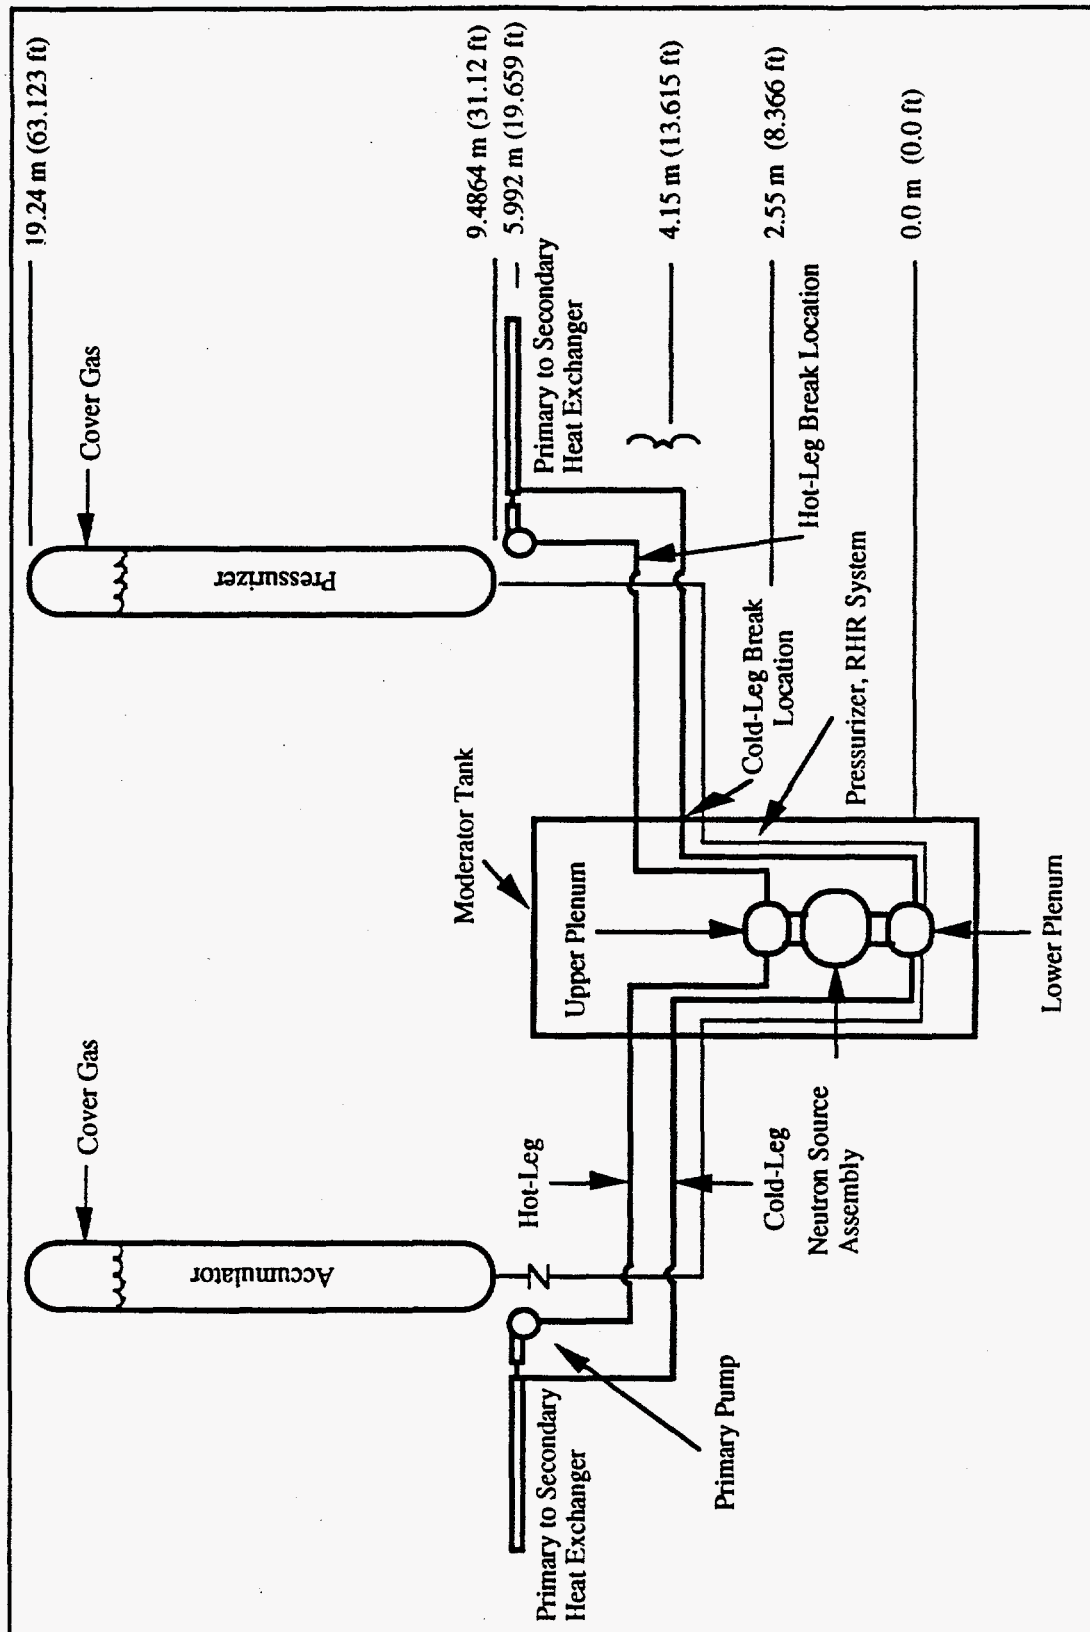 Cover Gas
Accumulator
Cover Gas
Pressurizer
19.24 m (63.123 ft)
9.4864 m (31.12 ft)
5.992 m (19.659 ft)
4.15 m (13.615 ft)
2.55 m (8.366 ft)
0.0 m (0.0 ft)
Primary to Secondary
Heat Exchanger
Primary Pump
Hot-Leg
Cold-Leg
Neutron Source
Assembly
Moderator Tank
Upper Plenum
Lower Plenum
Primary to Secondary
Heat Exchanger
Hot-Leg Break Location
Cold-Leg Break
Location
Pressurizer, RHR System